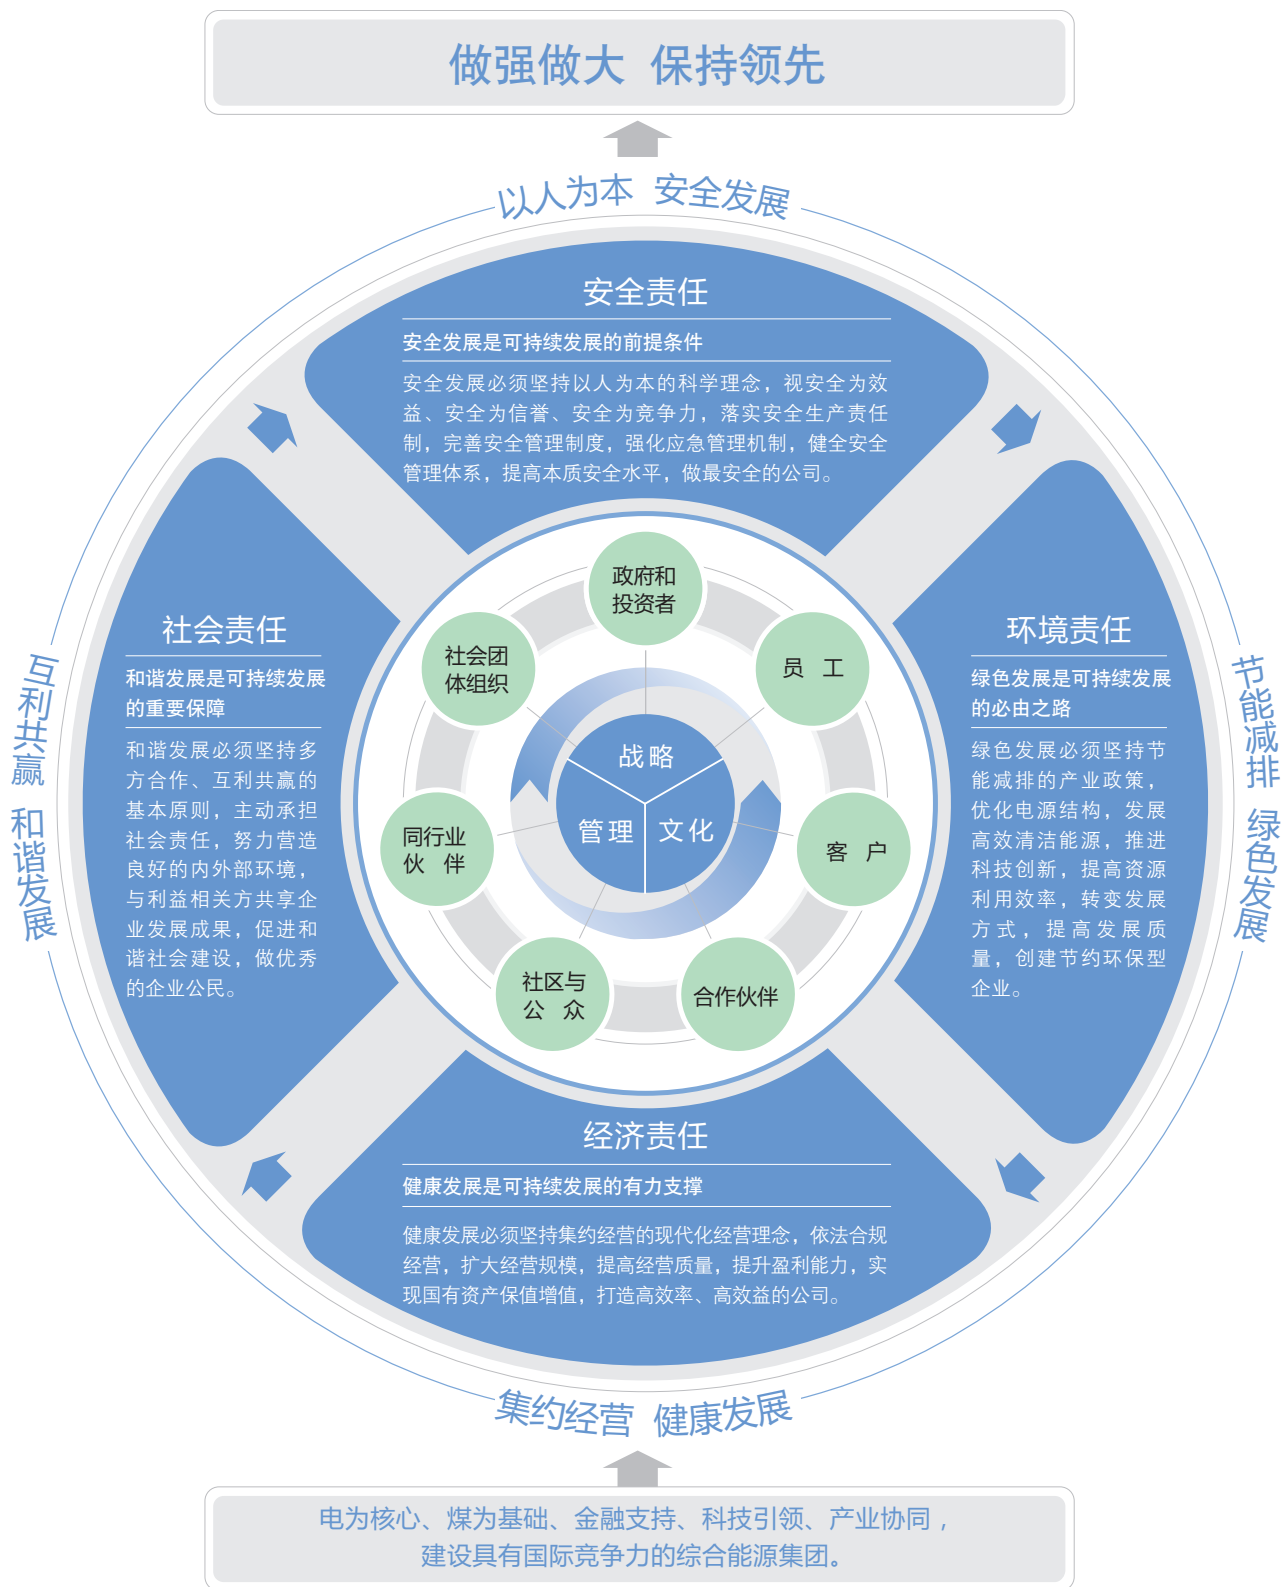 做强做大 保持领先
以人为本 安全发展
安全责任
安全发展是可持续发展的前提条件
安全发展必须坚持以人为本的科学理念，视安全为效
益、安全为信誉、安全为竞争力，落实安全生产责任
制，完善安全管理制度，强化应急管理机制，健全安全
管理体系，提高本质安全水平，做最安全的公司。
互利共赢 和谐发展
社会责任
和谐发展是可持续发展
的重要保障
和谐发展必须坚持多
方合作、互利共赢的
基本原则，主动承担
社会责任，努力营造
良好的内外部环境，
与利益相关方共享企
业发展成果，促进和
谐社会建设，做优秀
的企业公民。
政府和
投资者
社会团
体组织
员 工
同行业
伙 伴
客 户
社区与
公 众
合作伙伴
战略
管理
文化
环境责任
绿色发展是可持续发展
的必由之路
绿色发展必须坚持节
能减排的产业政策，
优化电源结构，发展
高效清洁能源，推进
科技创新，提高资源
利用效率，转变发展
方式，提高发展质
量，创建节约环保型
企业。
节能减排 绿色发展
经济责任
健康发展是可持续发展的有力支撑
健康发展必须坚持集约经营的现代化经营理念，依法合规
经营，扩大经营规模，提高经营质量，提升盈利能力，实
现国有资产保值增值，打造高效率、高效益的公司。
集约经营 健康发展
电为核心、煤为基础、金融支持、科技引领、产业协同，
建设具有国际竞争力的综合能源集团。